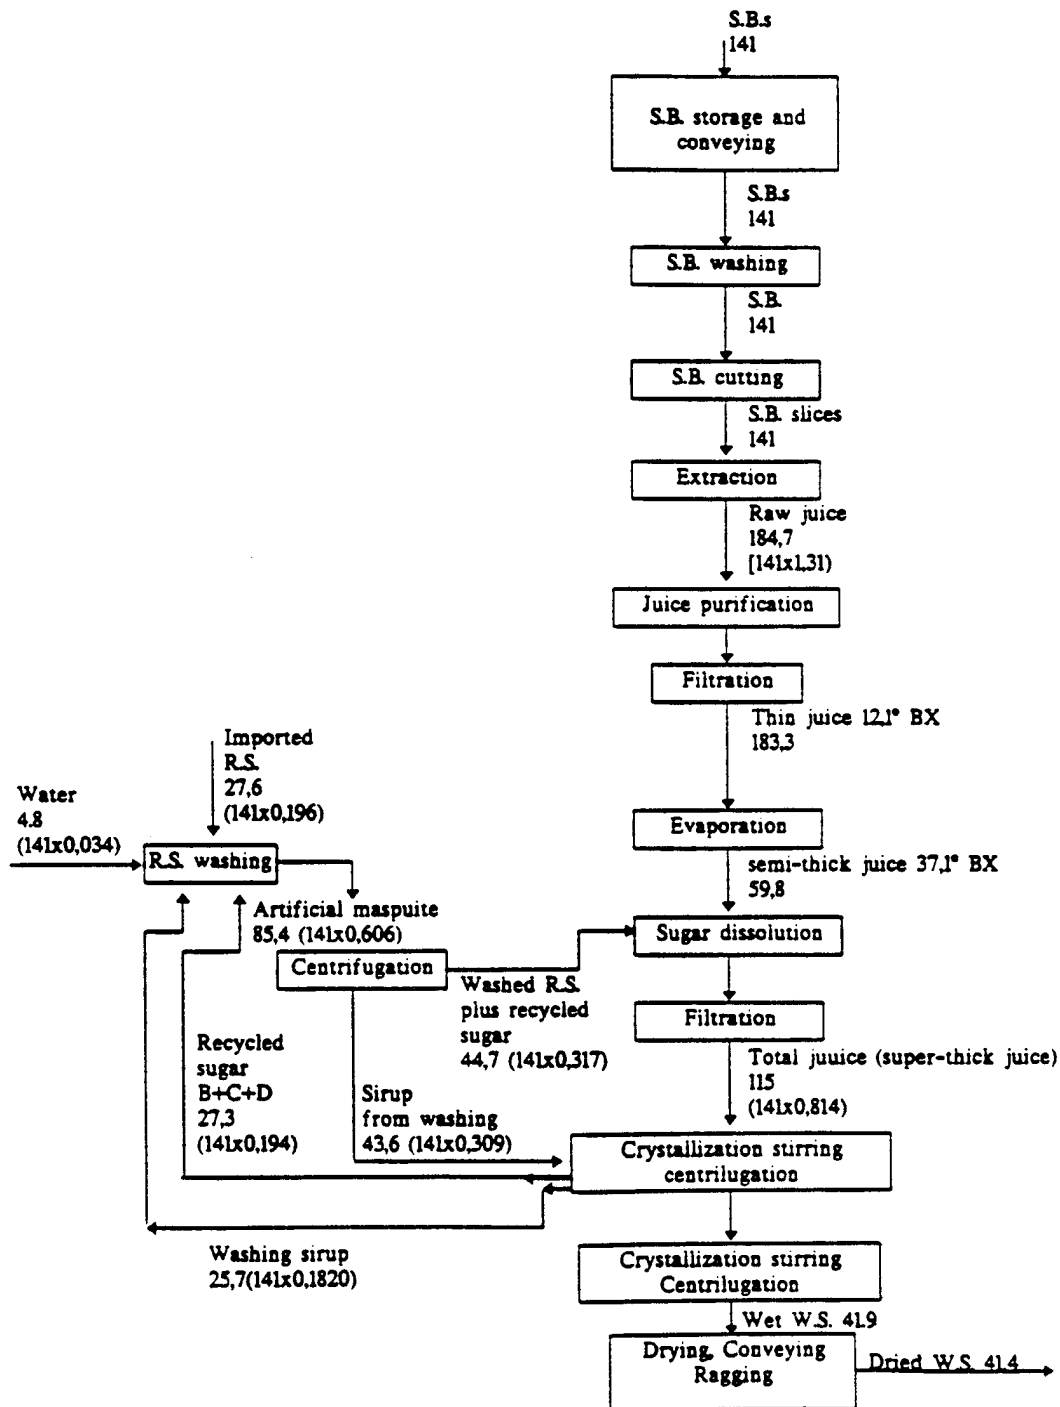 S.B.s
141
S.B. storage and
conveying
S.B.s
141
S.B. washing
S.B.
141
S.B. cutting
S.B. slices
141
Extraction
Raw juice
184,7
[141x1,31)
Juice purification
Filtration
Thin juice 12,1° BX
183,3
Imported
R.S.
27,6
(141x0,196)
Water
4.8
(141x0,034)
R.S. washing
Evaporation
semi-thick juice 37,1° BX
59,8
Artificial maspuite
85,4 (141x0,606)
Sugar dissolution
Centrifugation
Washed R.S.
plus recycled
sugar
44,7 (141x0,317)
Filtration
Total juuice (super-thick juice)
115
(141x0,814)
Recycled
sugar
B+C+D
27,3
(141x0,194)
Sirup
from washing
43,6 (141x0,309)
Crystallization stirring
centrilugation
Washing sirup
25,7(141x0,1820)
Crystallization stirring
Centrilugation
Wet W.S. 41.9
Drying, Conveying
Ragging
Dried W.S. 41.4